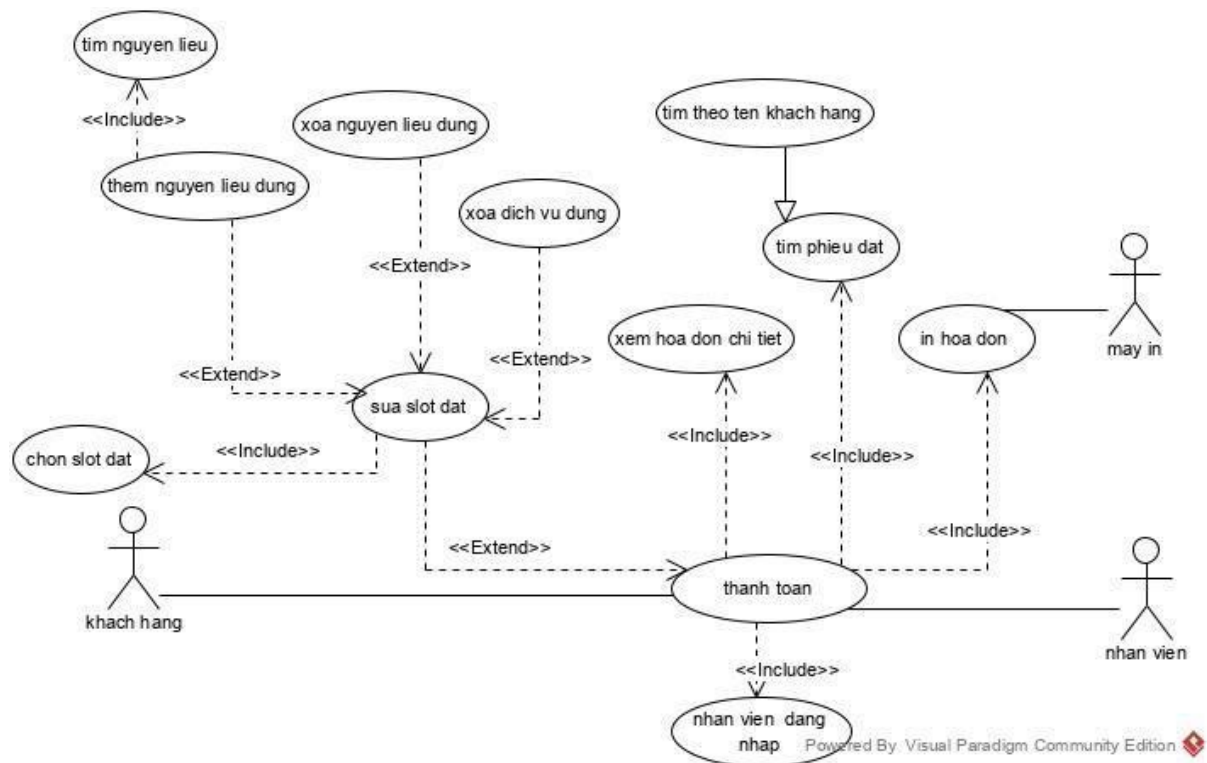 tim nguyen lieu
<<Include>>
them nguyen lieu dung
xoa nguyen lieu dung
xoa dich vu dung
<<Extend>>
<<Extend>>
<<Extend>>
sua slot dat
<<Include>>
chon slot dat
<<Extend>>
tim theo ten khach hang
tim phieu dat
xem hoa don chi tiet
in hoa don
may in
<<Include>>
<<Include>>
<<Include>>
thanh toan
khach hang
nhan vien
<<Include>>
nhan vien dang
nhap
Powered By Visual Paradigm Community Edition